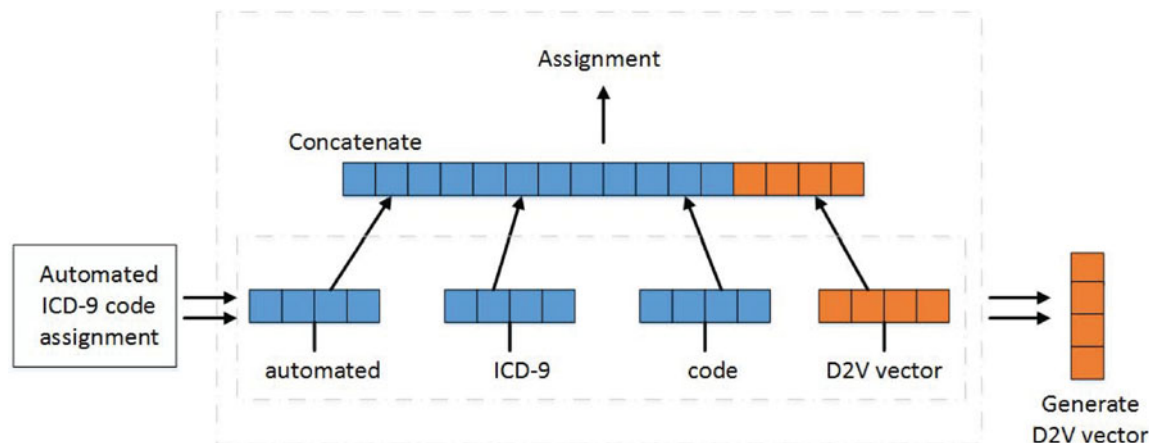 Assignment
Concatenate
Automated
ICD-9 code
assignment
automated
ICD-9
code
D2V vector
Generate
D2V vector